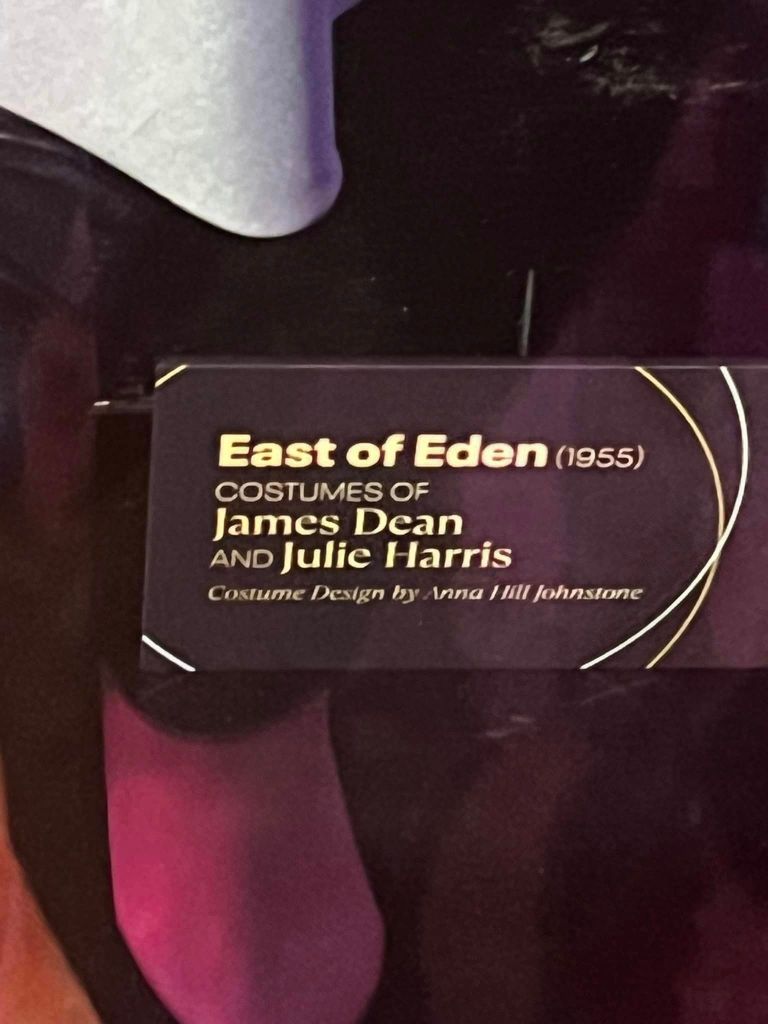 East of Eden (1955)
COSTUMES OF
James Dean
AND Julie Harris
Costume Design by Anna Hill Johnstone